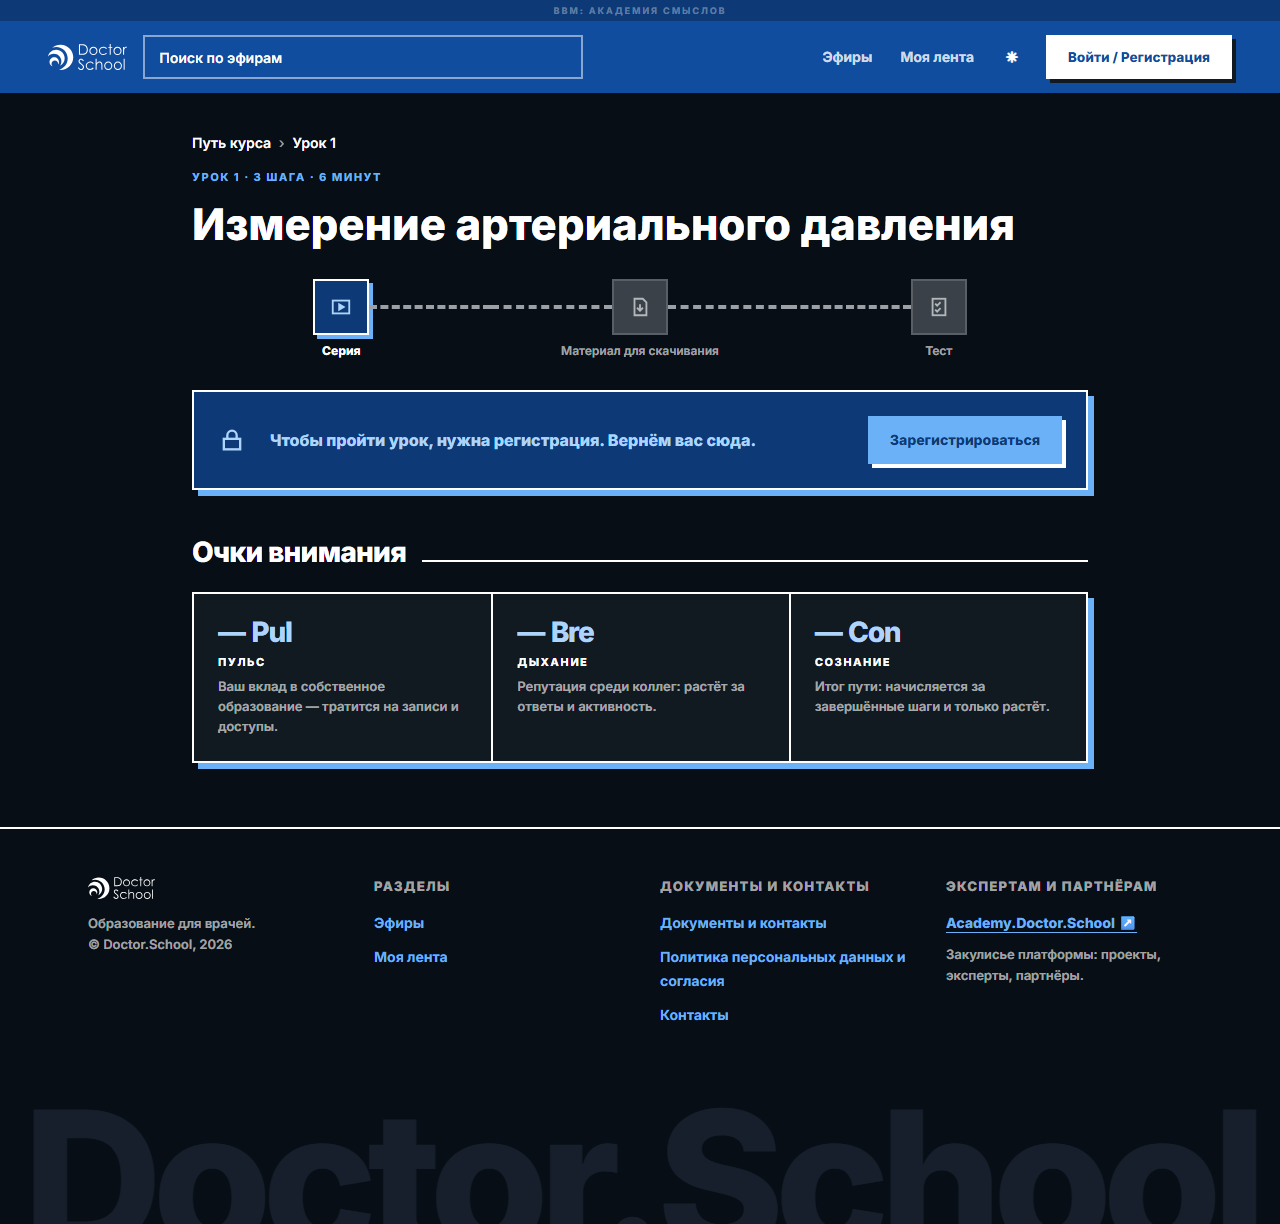 ВВМ: АКАДЕМИЯ СМЫСЛОВ
Doctor School
Поиск по эфирам
Эфиры
Моя лента
Войти / Регистрация
Путь курса › Урок 1
УРОК 1 · 3 ШАГА · 6 МИНУТ
Измерение артериального давления
Серия
Материал для скачивания
Тест
Чтобы пройти урок, нужна регистрация. Вернём вас сюда.
Зарегистрироваться
Очки внимания
— Pul
ПУЛЬС
Ваш вклад в собственное
образование — тратится на записи и
доступы.
— Bre
ДЫХАНИЕ
Репутация среди коллег: растёт за
ответы и активность.
— Con
СОЗНАНИЕ
Итог пути: начисляется за
завершённые шаги и только растёт.
Doctor School
Образование для врачей.
© Doctor.School, 2026
РАЗДЕЛЫ
Эфиры
Моя лента
ДОКУМЕНТЫ И КОНТАКТЫ
Документы и контакты
Политика персональных данных и
согласия
Контакты
ЭКСПЕРТАМ И ПАРТНЁРАМ
Academy.Doctor.School ↗
Закулисье платформы: проекты,
эксперты, партнёры.
Doctor.School